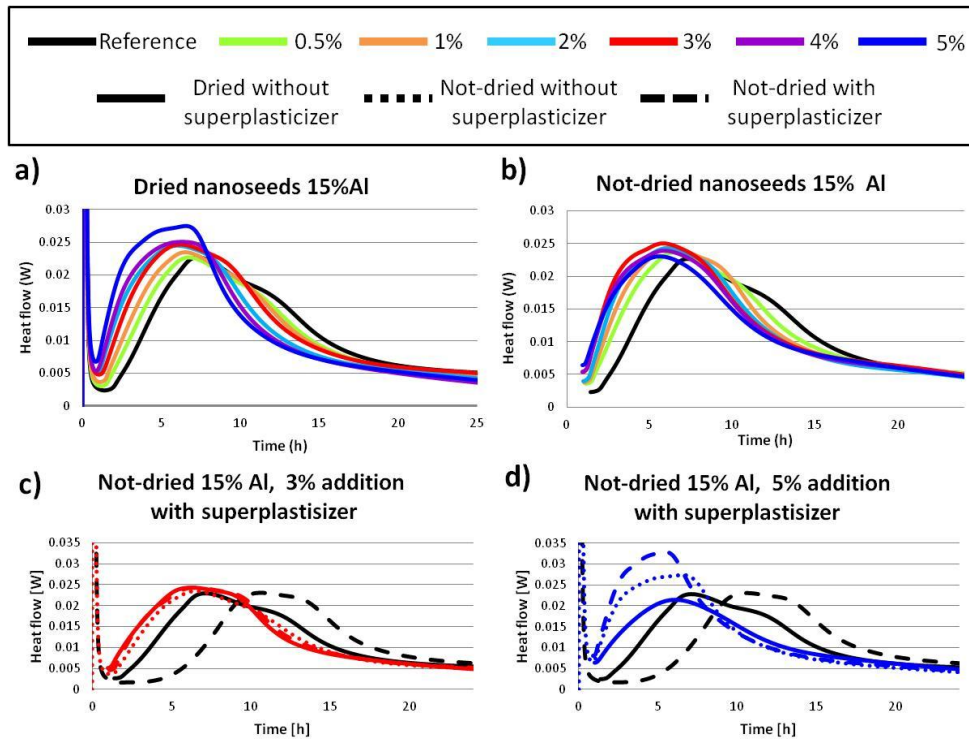 Reference 0.5% 1% 2% 3% 4% 5%
Dried without superplasticizer
Not-dried without superplasticizer
Not-dried with superplasticizer
a)
Dried nanoseeds 15%Al
Heat flow (W)
0.03
0.025
0.02
0.015
0.01
0.005
0
0 5 10 15 20 25
Time (h)
b)
Not-dried nanoseeds 15% Al
Heat flow (W)
0.03
0.025
0.02
0.015
0.01
0.005
0
0 5 10 15 20
Time (h)
c)
Not-dried 15% Al, 3% addition
with superplastisizer
Heat flow [W]
0.035
0.03
0.025
0.02
0.015
0.01
0.005
0
0 5 10 15 20
Time [h]
d)
Not-dried 15% Al, 5% addition
with superplastisizer
Heat flow [W]
0.035
0.03
0.025
0.02
0.015
0.01
0.005
0
0 5 10 15 20
Time [h]